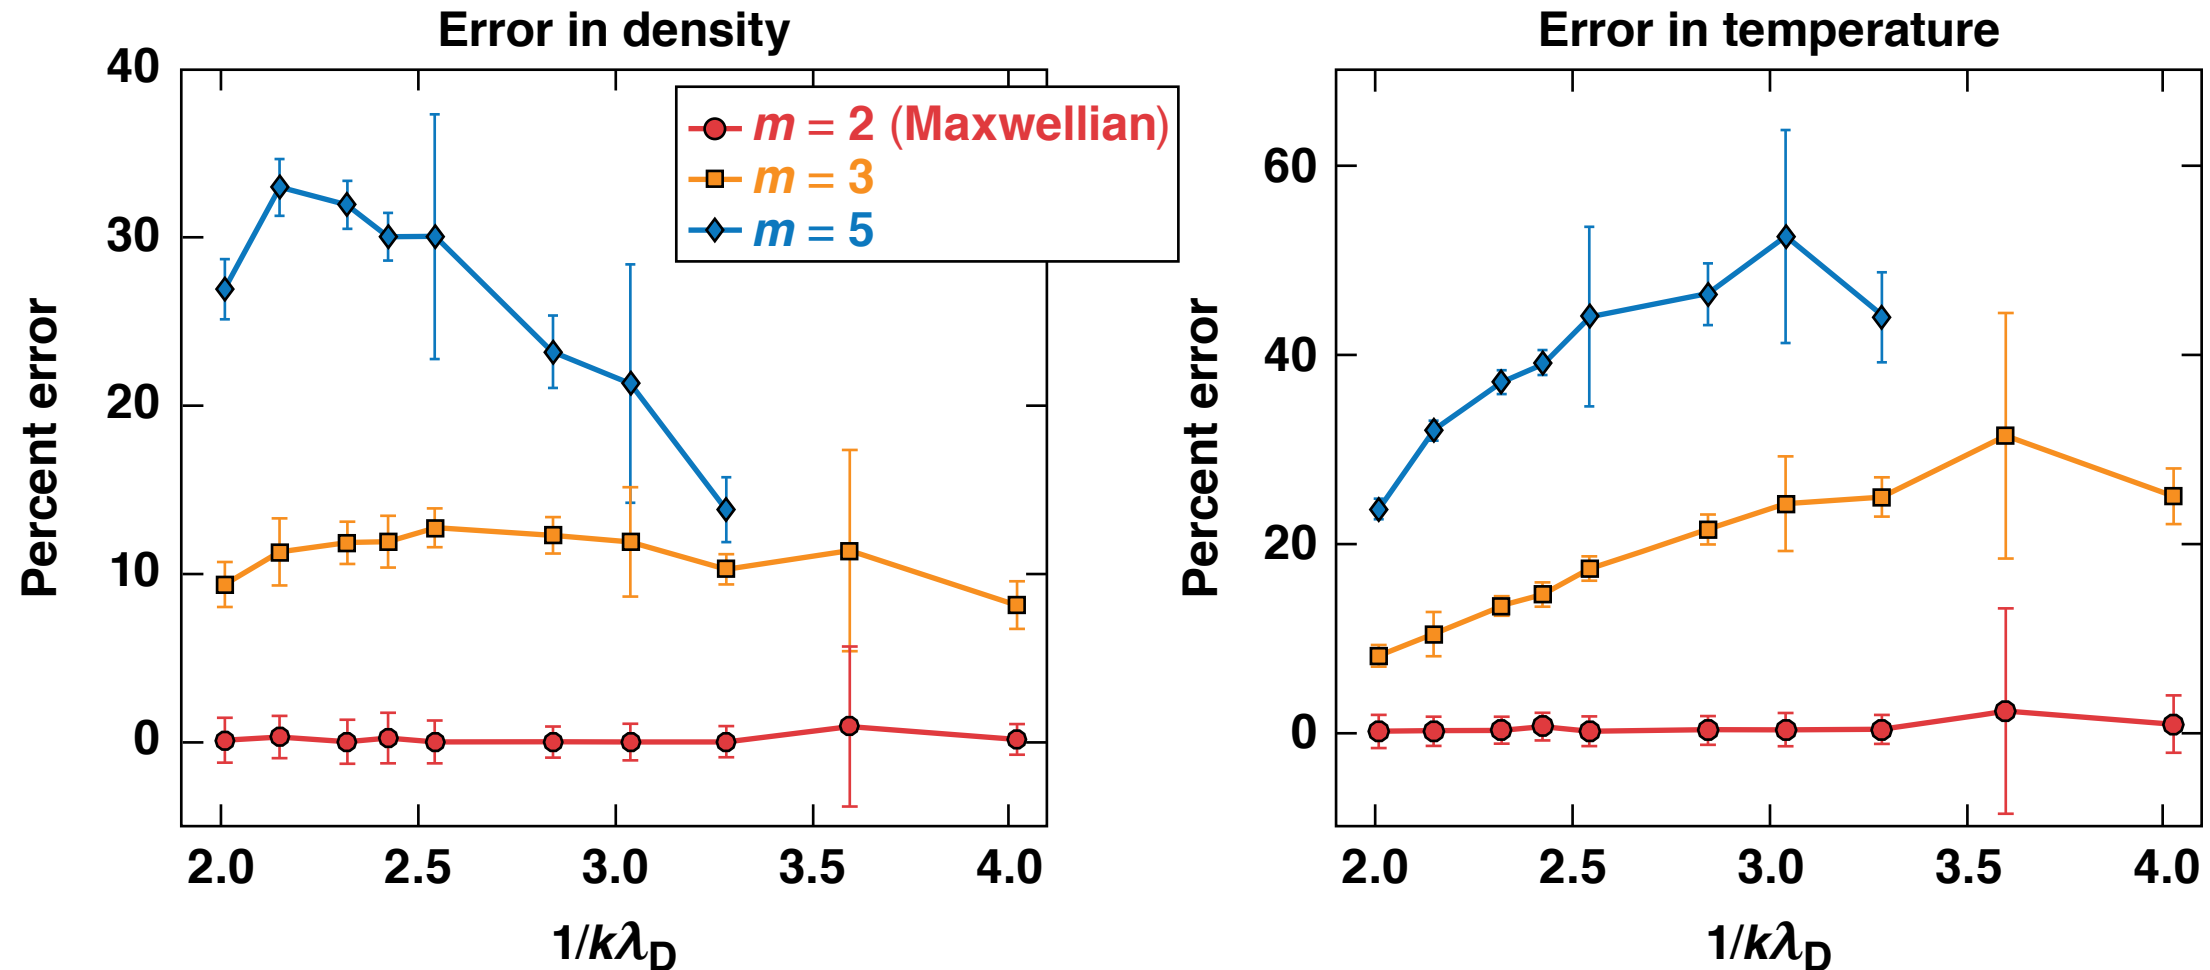 Error in density
40
30
20
10
0
Percent error
2.0 2.5 3.0 3.5 4.0
1/kλD
m = 2 (Maxwellian)
m = 3
m = 5
Error in temperature
60
40
20
0
Percent error
2.0 2.5 3.0 3.5 4.0
1/kλD